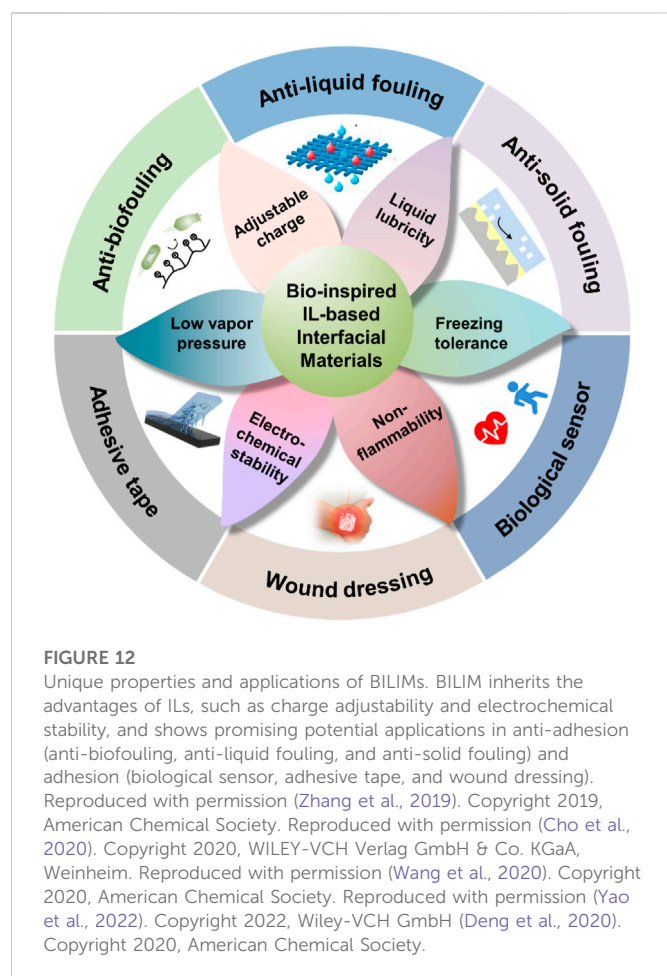 Anti-liquid fouling
Anti-biofouling
Anti-solid fouling
Adjustable
charge
Liquid
lubricity
Low vapor
pressure
Bio-inspired
IL-based
Interfacial
Materials
Freezing
tolerance
Electro-
chemical
stability
Non-
flammability
Adhesive tape
Biological sensor
Wound dressing
FIGURE 12
Unique properties and applications of BILIMs. BILIM inherits the
advantages of ILs, such as charge adjustability and electrochemical
stability, and shows promising potential applications in anti-adhesion
(anti-biofouling, anti-liquid fouling, and anti-solid fouling) and
adhesion (biological sensor, adhesive tape, and wound dressing).
Reproduced with permission (Zhang et al., 2019). Copyright 2019,
American Chemical Society. Reproduced with permission (Cho et al.,
2020). Copyright 2020, WILEY-VCH Verlag GmbH & Co. KGaA,
Weinheim. Reproduced with permission (Wang et al., 2020). Copyright
2020, American Chemical Society. Reproduced with permission (Yao
et al., 2022). Copyright 2022, Wiley-VCH GmbH (Deng et al., 2020).
Copyright 2020, American Chemical Society.